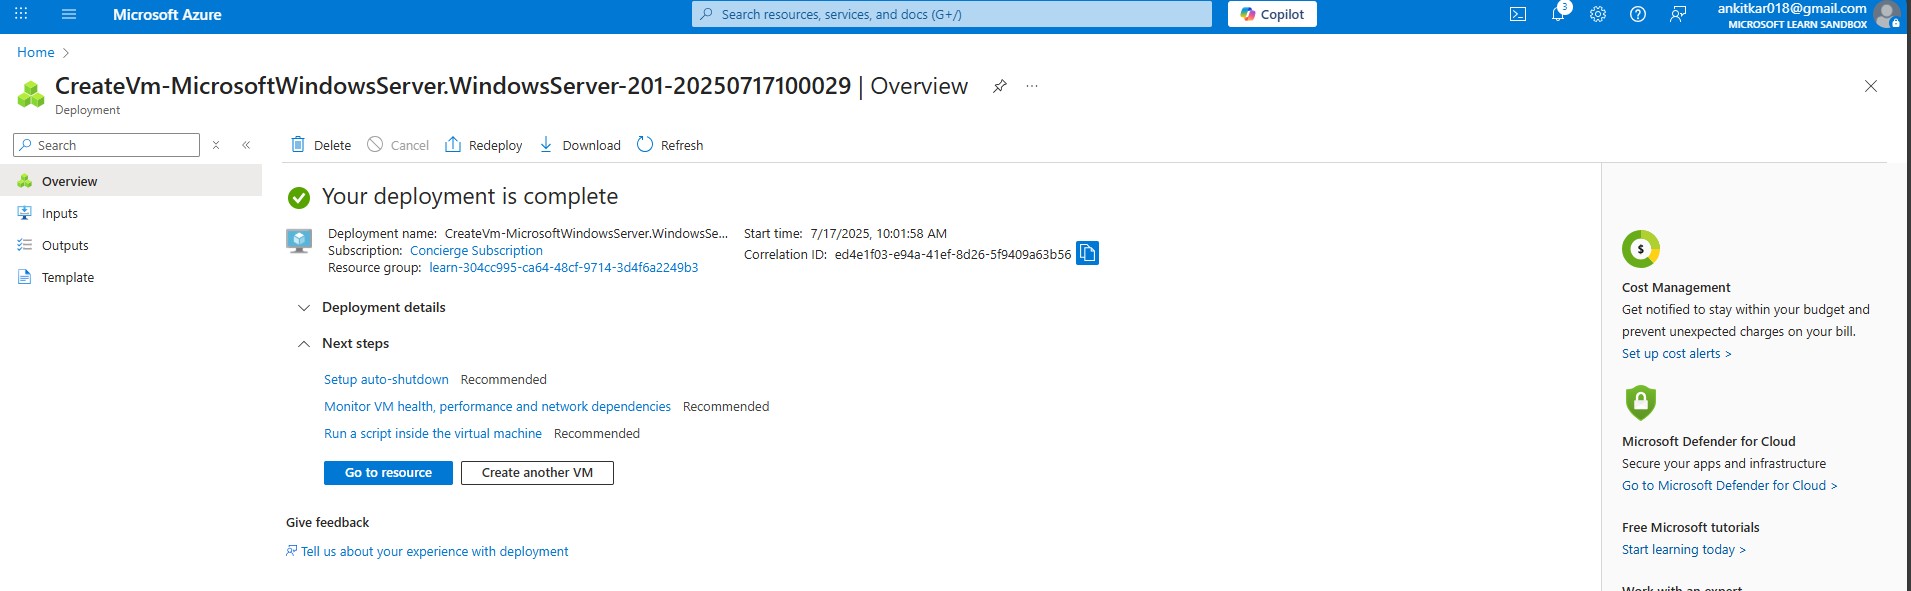 Microsoft Azure
Search resources, services, and docs (G+/)
Copilot
3
ankitkar018@gmail.com
MICROSOFT LEARN SANDBOX
Home
CreateVm-MicrosoftWindowsServer.WindowsServer-201-20250717100029 | Overview
Deployment
Search
Delete
Cancel
Redeploy
Download
Refresh
Overview
Inputs
Outputs
Template
Your deployment is complete
Deployment name: CreateVm-MicrosoftWindowsServer.WindowsSe...
Subscription: Concierge Subscription
Resource group: learn-304cc995-ca64-48cf-9714-3d4f6a2249b3
Start time: 7/17/2025, 10:01:58 AM
Correlation ID: ed4e1f03-e94a-41ef-8d26-5f9409a63b56
Deployment details
Next steps
Setup auto-shutdown Recommended
Monitor VM health, performance and network dependencies Recommended
Run a script inside the virtual machine Recommended
Go to resource
Create another VM
Give feedback
Tell us about your experience with deployment
$
Cost Management
Get notified to stay within your budget and
prevent unexpected charges on your bill.
Set up cost alerts >
Microsoft Defender for Cloud
Secure your apps and infrastructure
Go to Microsoft Defender for Cloud >
Free Microsoft tutorials
Start learning today >
Work with an expert